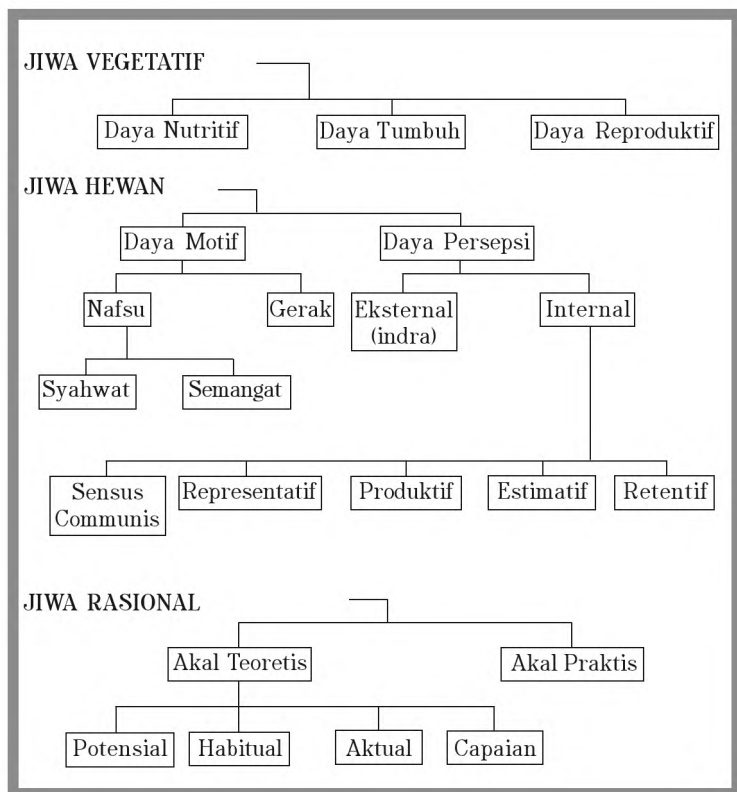 JIWA VEGETATIF
Daya Nutritif
Daya Tumbuh
Daya Reproduktif
JIWA HEWAN
Daya Motif
Daya Persepsi
Nafsu
Gerak
Eksternal
(indra)
Internal
Syahwat
Semangat
Sensus
Communis
Representatif
Produktif
Estimatif
Retentif
JIWA RASIONAL
Akal Teoretis
Akal Praktis
Potensial
Habitual
Aktual
Capaian